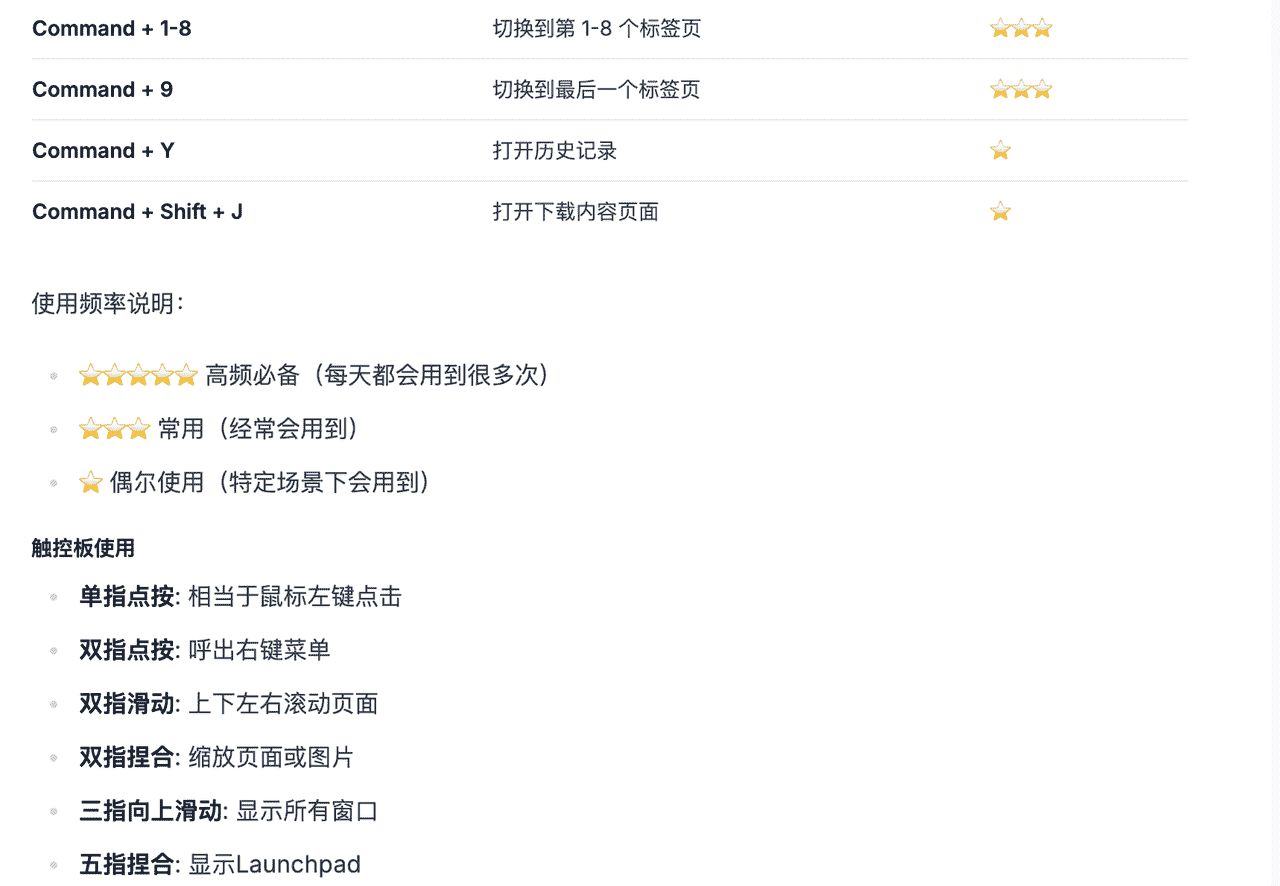 Command + 1-8 切换到第 1-8 个标签页 ⭐⭐⭐
Command + 9 切换到最后一个标签页 ⭐⭐⭐
Command + Y 打开历史记录 ⭐
Command + Shift + J 打开下载内容页面 ⭐
使用频率说明：
⭐⭐⭐⭐⭐ 高频必备（每天都会用到很多次）
⭐⭐⭐ 常用（经常会用到）
⭐ 偶尔使用（特定场景下会用到）
触控板使用
单指点按: 相当于鼠标左键点击
双指点按: 呼出右键菜单
双指滑动: 上下左右滚动页面
双指捏合: 缩放页面或图片
三指向上滑动: 显示所有窗口
五指捏合: 显示Launchpad